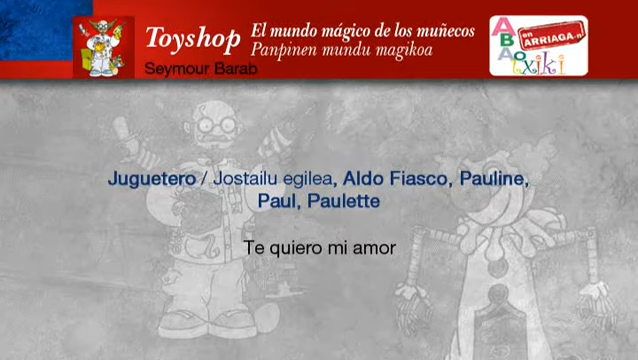 Toyshop El mundo mágico de los muñecos
Panpinen mundu magikoa
Seymour Barab
ABAO txiki
en ARRIAGA-n
Juguetero / Jostailu egilea, Aldo Fiasco, Pauline,
Paul, Paulette
Te quiero mi amor